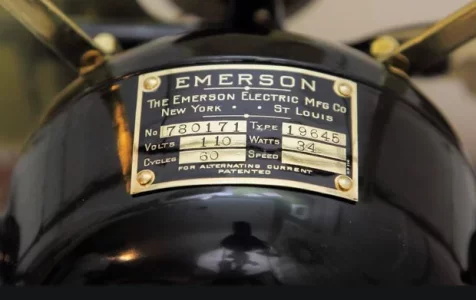 EMERSON
THE EMERSON ELECTRIC MFG CO
NEW YORK • • ST LOUIS
No 780171 TYPE 19645
VOLTS 110 WATTS 34
CYCLES 60 SPEED
FOR ALTERNATING CURRENT
PATENTED